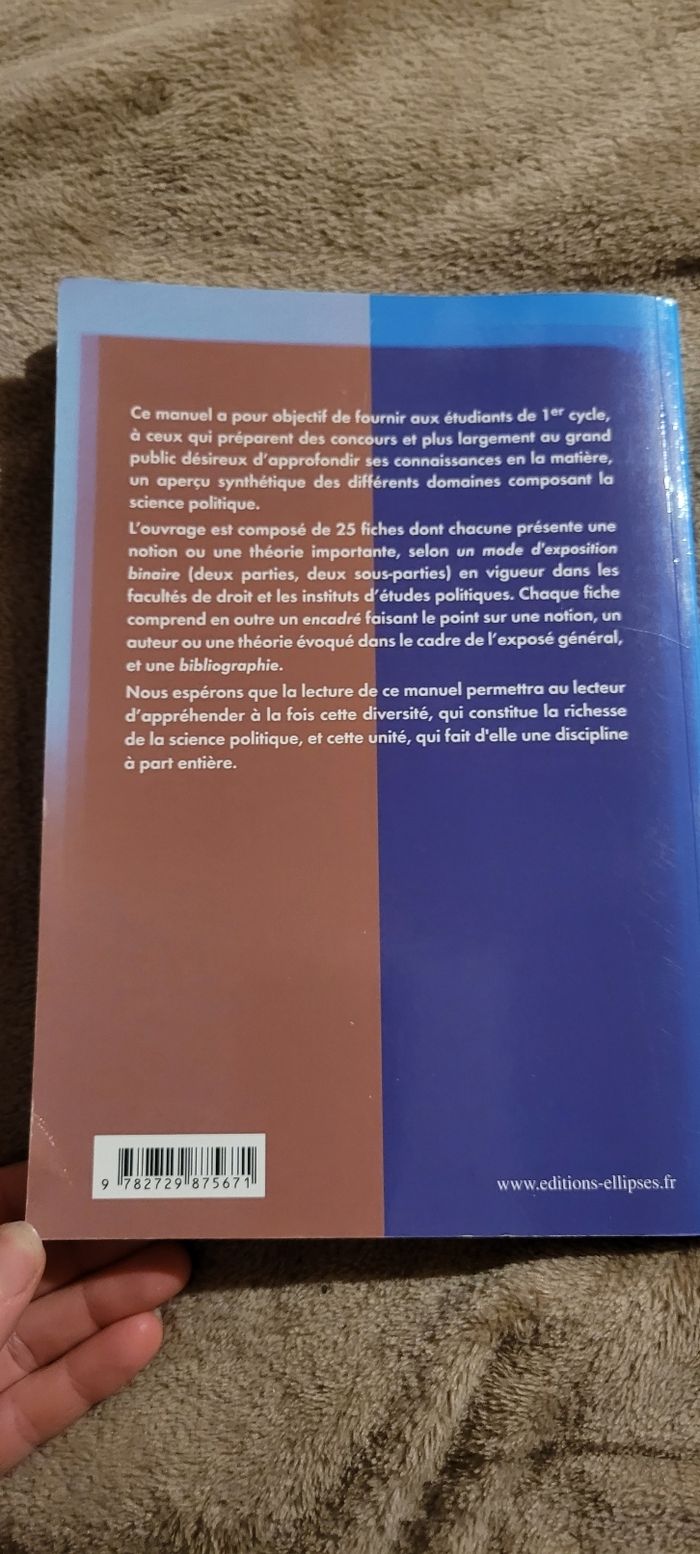 Ce manuel a pour objectif de fournir aux étudiants de 1er cycle,
à ceux qui préparent des concours et plus largement au grand
public désireux d'approfondir ses connaissances en la matière,
un aperçu synthétique des différents domaines composant la
science politique.
L'ouvrage est composé de 25 fiches dont chacune présente une
notion ou une théorie importante, selon un mode d'exposition
binaire (deux parties, deux sous-parties) en vigueur dans les
facultés de droit et les instituts d'études politiques. Chaque fiche
comprend en outre un encadré faisant le point sur une notion, un
auteur ou une théorie évoqué dans le cadre de l'exposé général,
et une bibliographie.
Nous espérons que la lecture de ce manuel permettra au lecteur
d'appréhender à la fois cette diversité, qui constitue la richesse
de la science politique, et cette unité, qui fait d'elle une discipline
à part entière.
9 782729 875671
www.editions-ellipses.fr